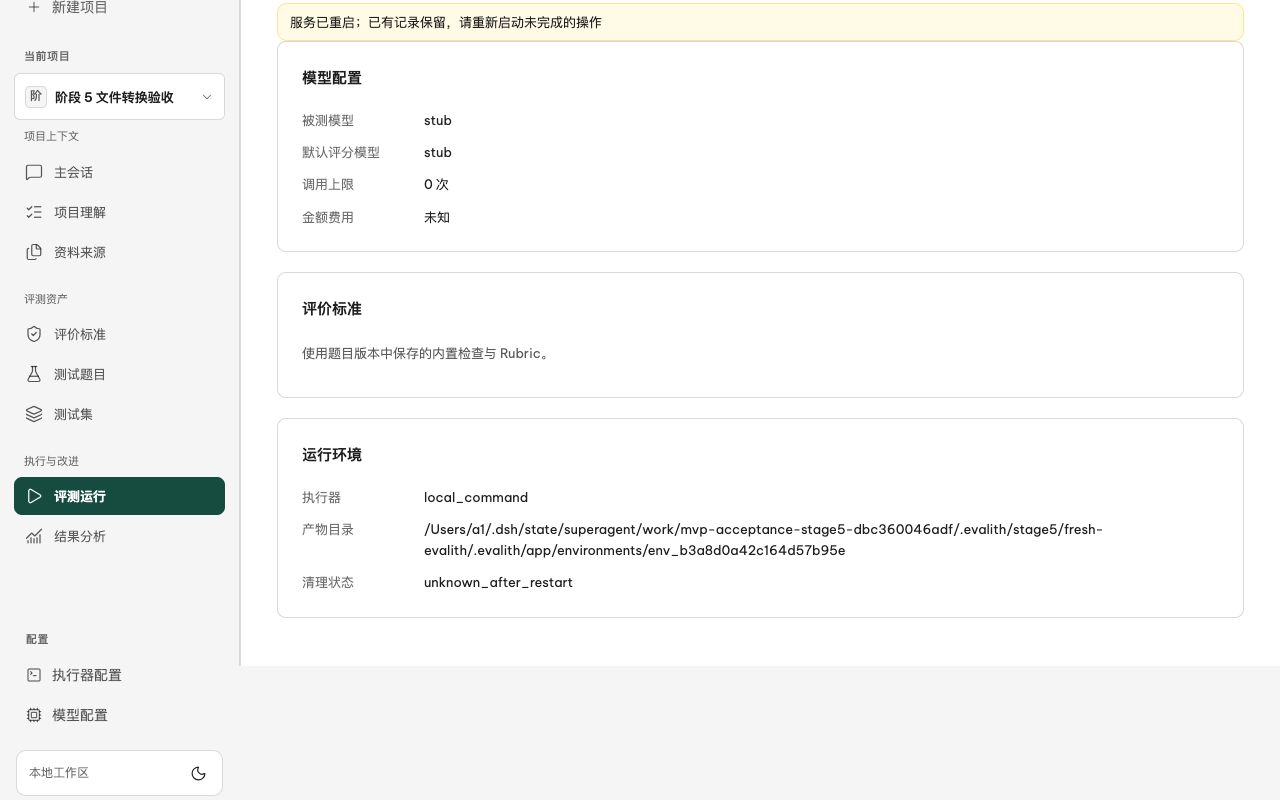 新建项目
当前项目
阶 阶段 5 文件转换验收
项目上下文
主会话
项目理解
资料来源
评测资产
评价标准
测试题目
测试集
执行与改进
评测运行
结果分析
配置
执行器配置
模型配置
本地工作区
服务已重启；已有记录保留，请重新启动未完成的操作
模型配置
被测模型 stub
默认评分模型 stub
调用上限 0 次
金额费用 未知
评价标准
使用题目版本中保存的内置检查与 Rubric。
运行环境
执行器 local_command
产物目录 /Users/a1/.dsh/state/superagent/work/mvp-acceptance-stage5-dbc360046adf/.evalith/stage5/fresh-
evalith/.evalith/app/environments/env_b3a8d0a42c164d57b95e
清理状态 unknown_after_restart